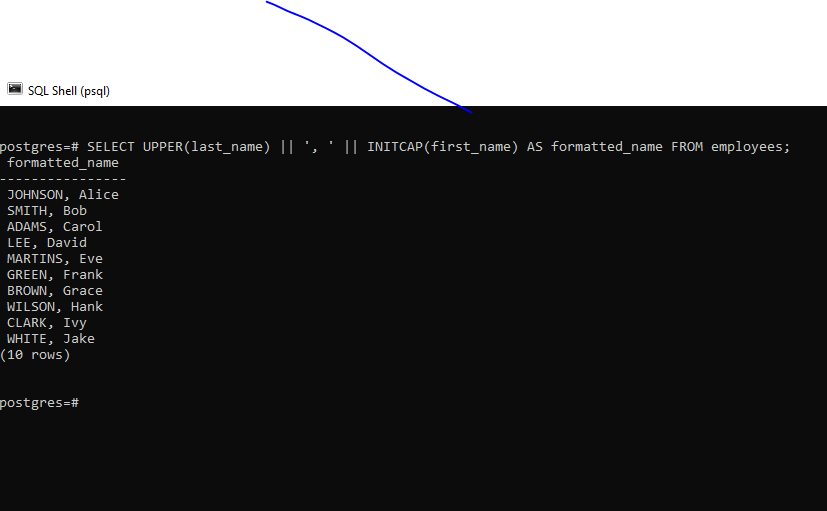 SQL Shell (psql)
postgres=# SELECT UPPER(last_name) || ', ' || INITCAP(first_name) AS formatted_name FROM employees;
formatted_name
----------------
JOHNSON, Alice
SMITH, Bob
ADAMS, Carol
LEE, David
MARTINS, Eve
GREEN, Frank
BROWN, Grace
WILSON, Hank
CLARK, Ivy
WHITE, Jake
(10 rows)
postgres=#